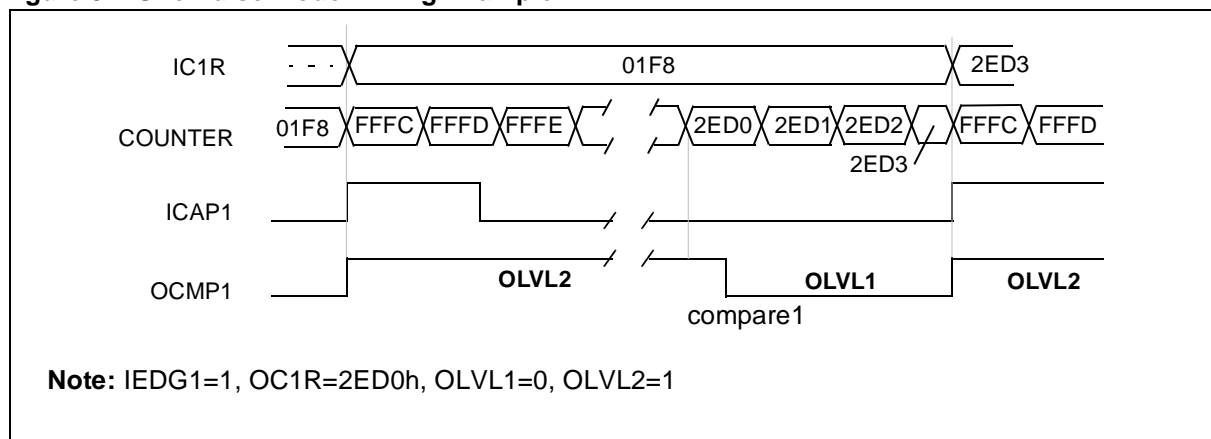 IC1R - - - 01F8 2ED3
COUNTER 01F8 FFFC FFFD FFFE 2ED0 2ED1 2ED2 FFFC FFFD
2ED3
ICAP1
OCMP1 OLVL2 OLVL1 OLVL2
compare1
Note: IEDG1=1, OC1R=2ED0h, OLVL1=0, OLVL2=1